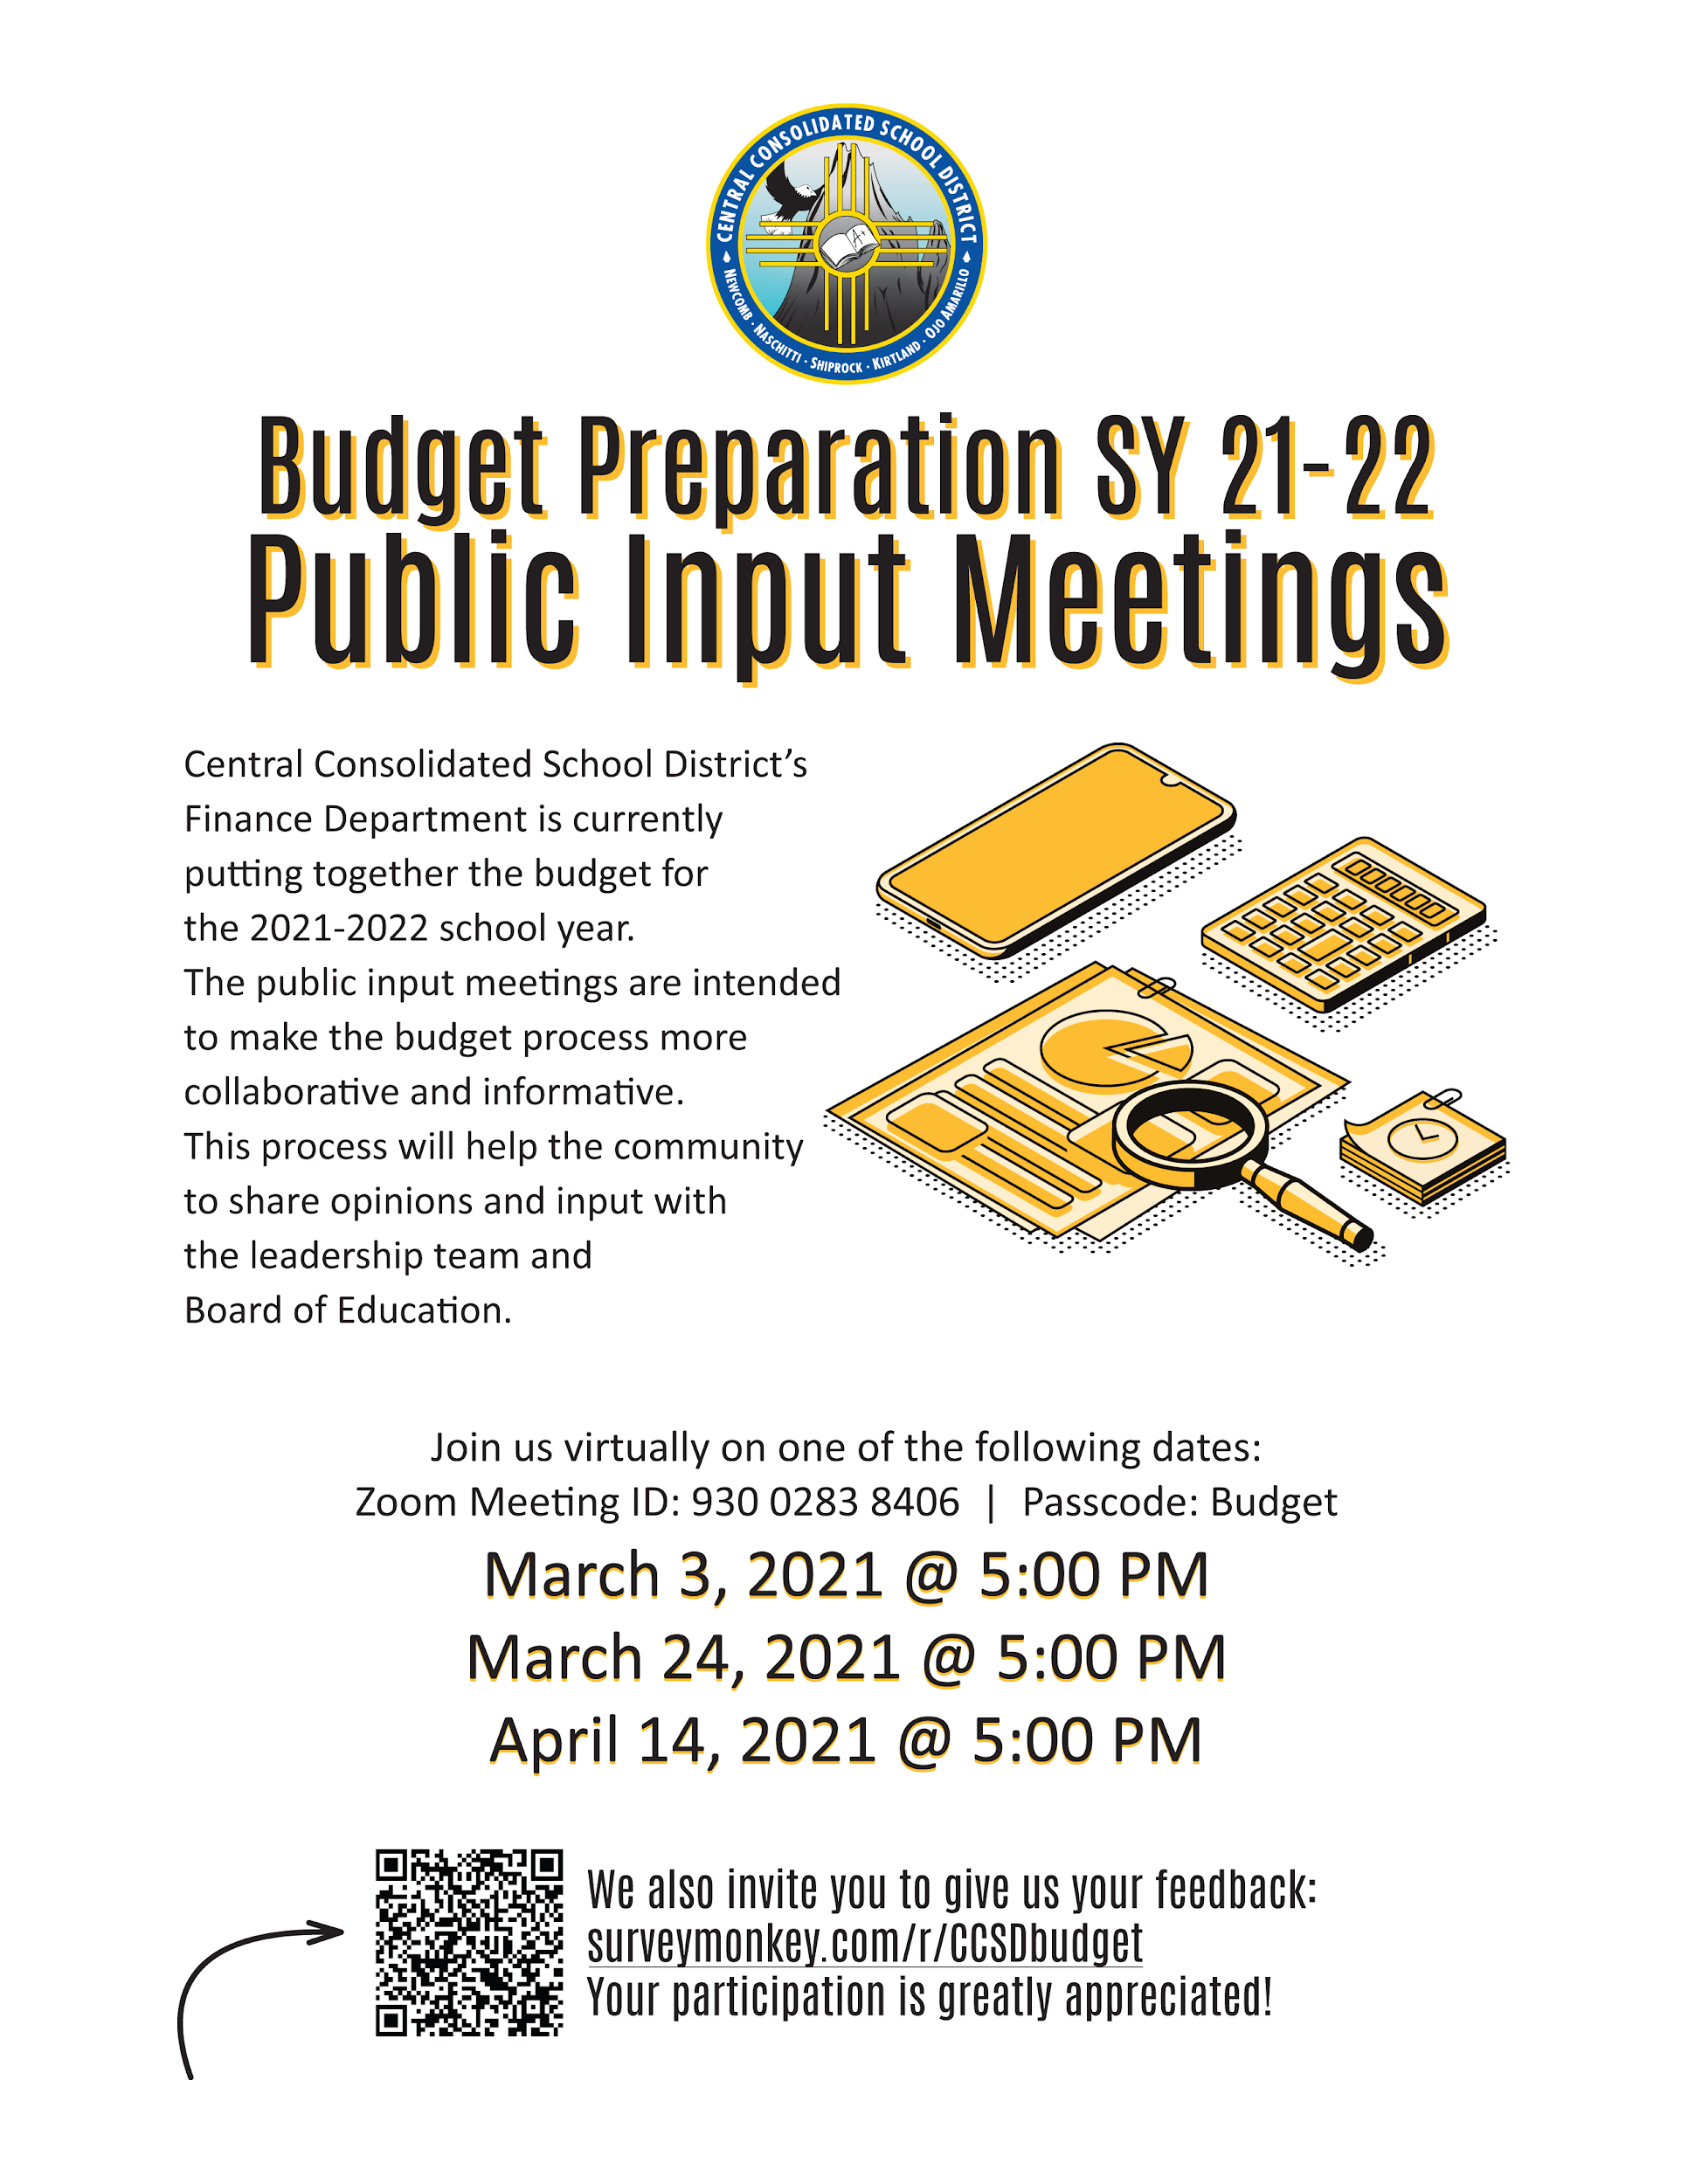 CENTRAL CONSOLIDATED SCHOOL DISTRICT
NEWCOMB · NASCHITTI · SHIPROCK · KIRTLAND · OJO AMARILLO
A+
Budget Preparation SY 21-22
Public Input Meetings
Central Consolidated School District’s
Finance Department is currently
putting together the budget for
the 2021-2022 school year.
The public input meetings are intended
to make the budget process more
collaborative and informative.
This process will help the community
to share opinions and input with
the leadership team and
Board of Education.
Join us virtually on one of the following dates:
Zoom Meeting ID: 930 0283 8406 | Passcode: Budget
March 3, 2021 @ 5:00 PM
March 24, 2021 @ 5:00 PM
April 14, 2021 @ 5:00 PM
We also invite you to give us your feedback:
surveymonkey.com/r/CCSDbudget
Your participation is greatly appreciated!